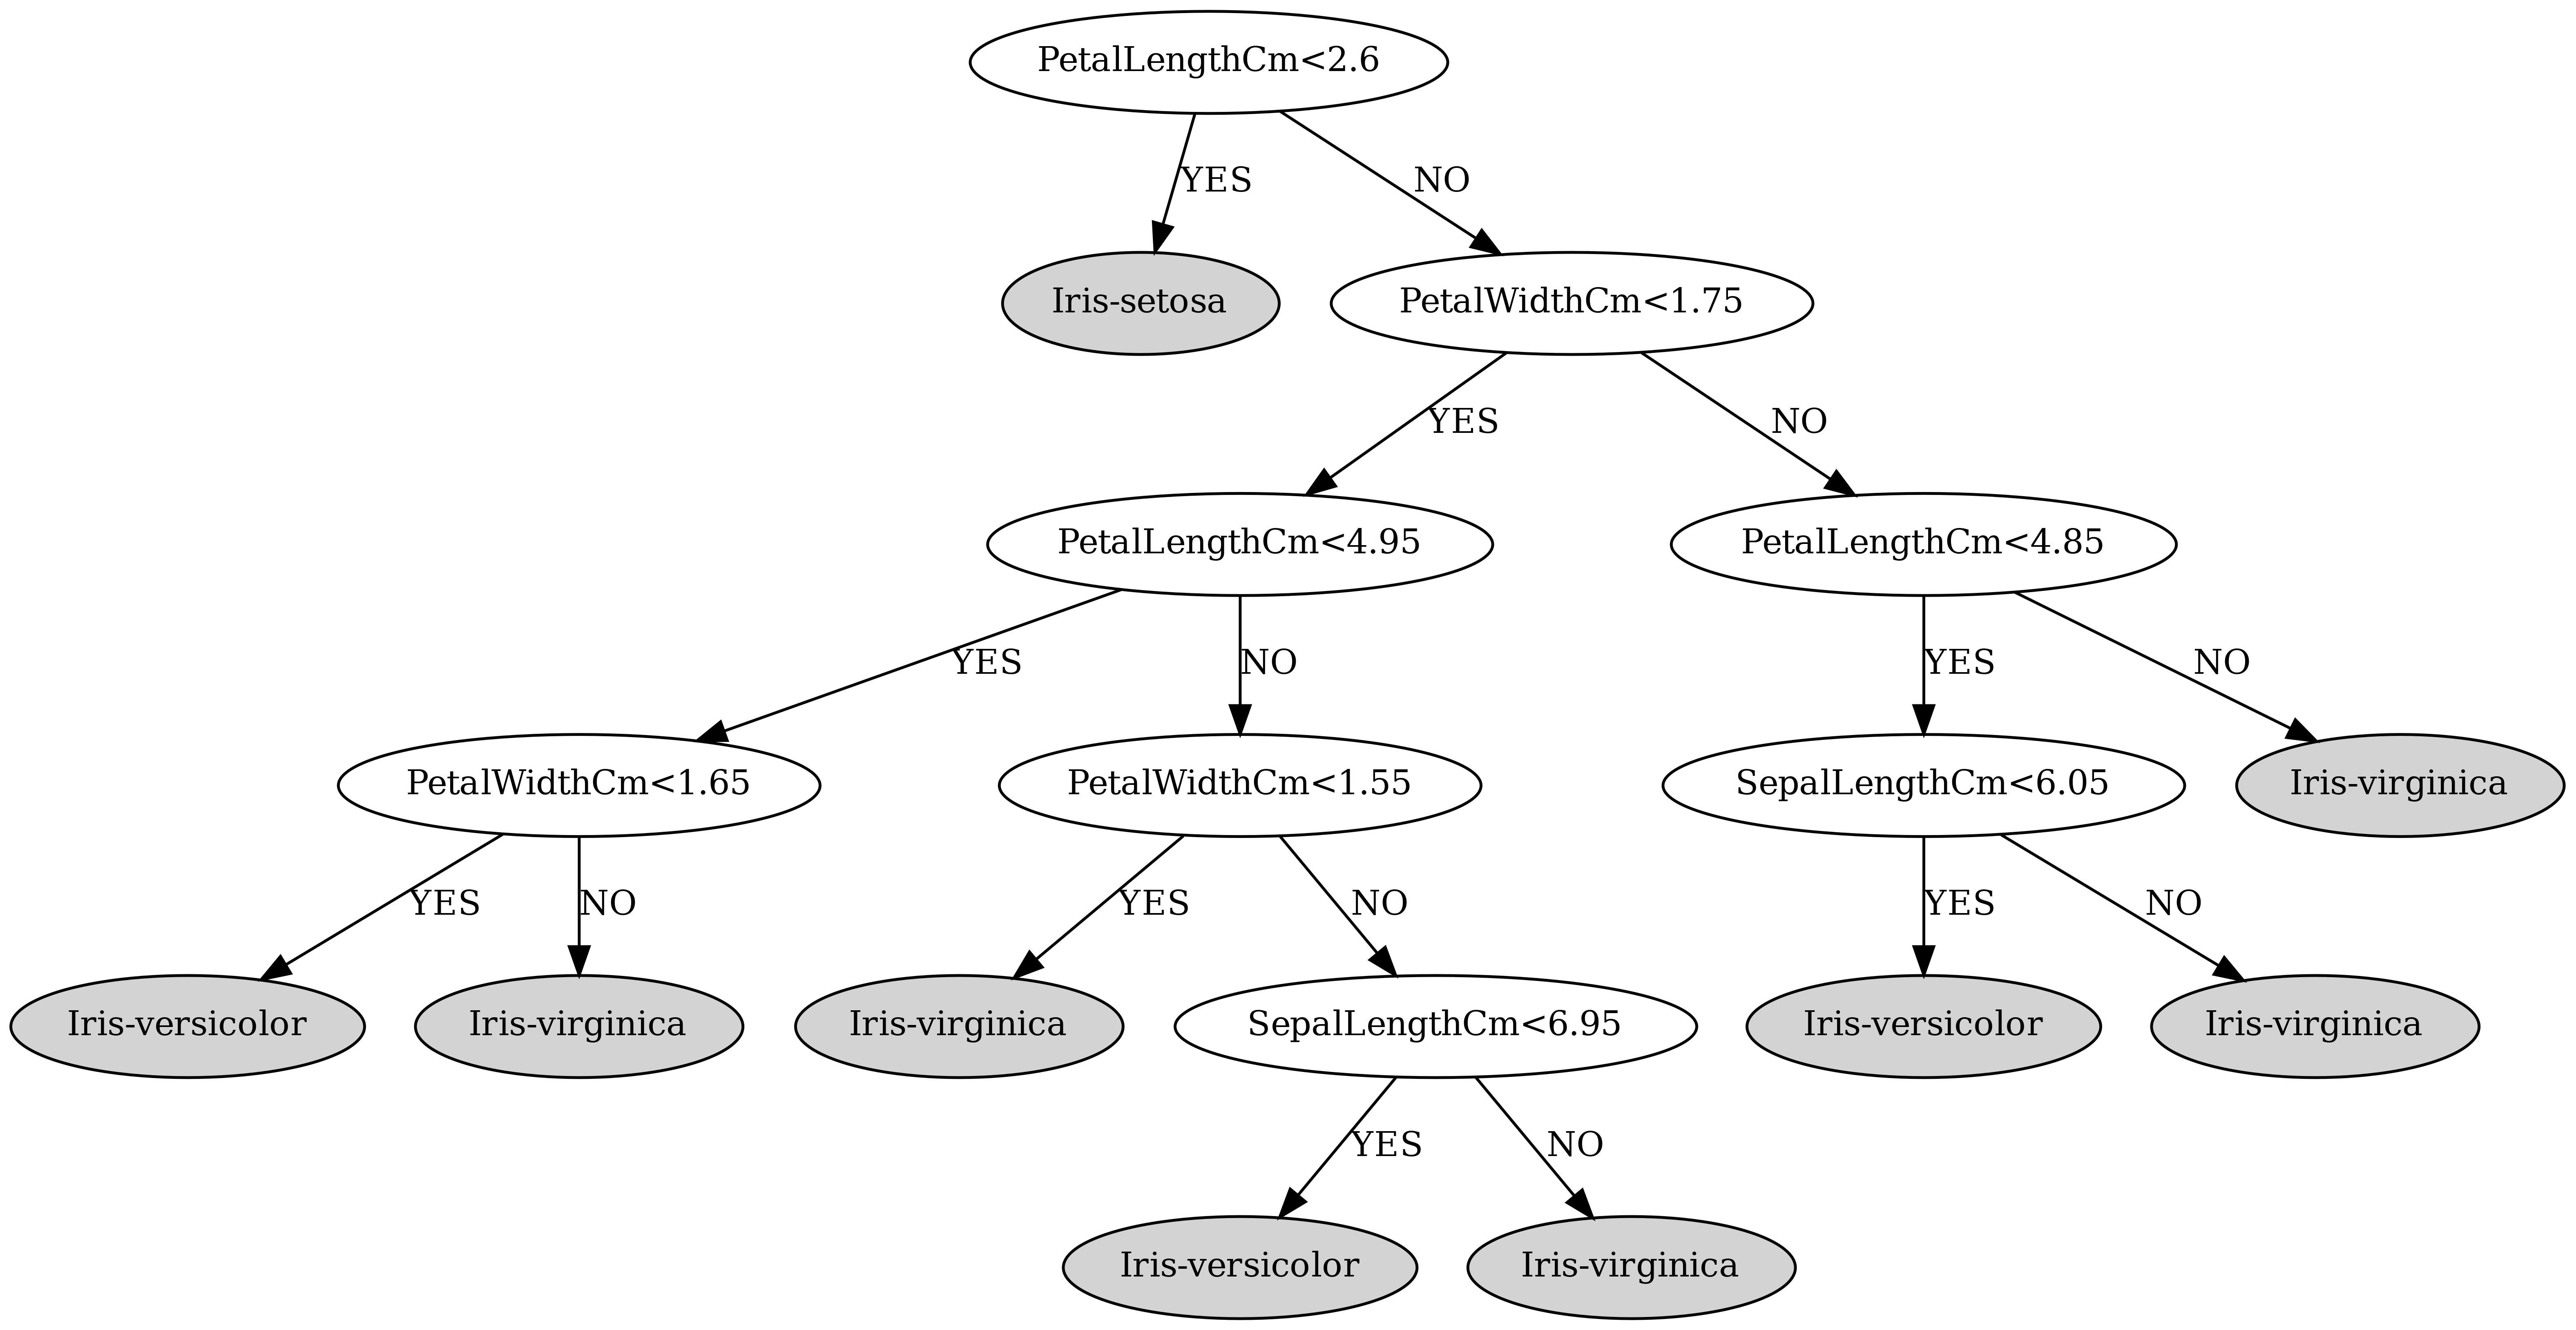 PetalLengthCm<2.6
YES
NO
Iris-setosa
PetalWidthCm<1.75
YES
NO
PetalLengthCm<4.95
PetalLengthCm<4.85
YES
NO
YES
NO
PetalWidthCm<1.65
PetalWidthCm<1.55
SepalLengthCm<6.05
Iris-virginica
YES
NO
YES
NO
YES
NO
Iris-versicolor
Iris-virginica
Iris-virginica
SepalLengthCm<6.95
Iris-versicolor
Iris-virginica
YES
NO
Iris-versicolor
Iris-virginica